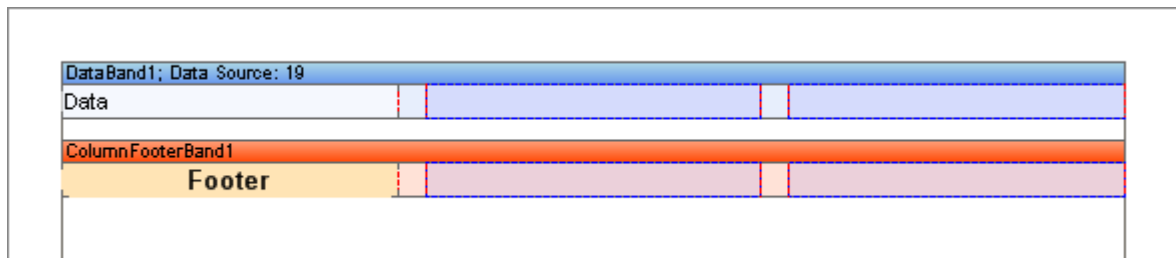 DataBand1; Data Source: 19
Data
ColumnFooterBand1
Footer